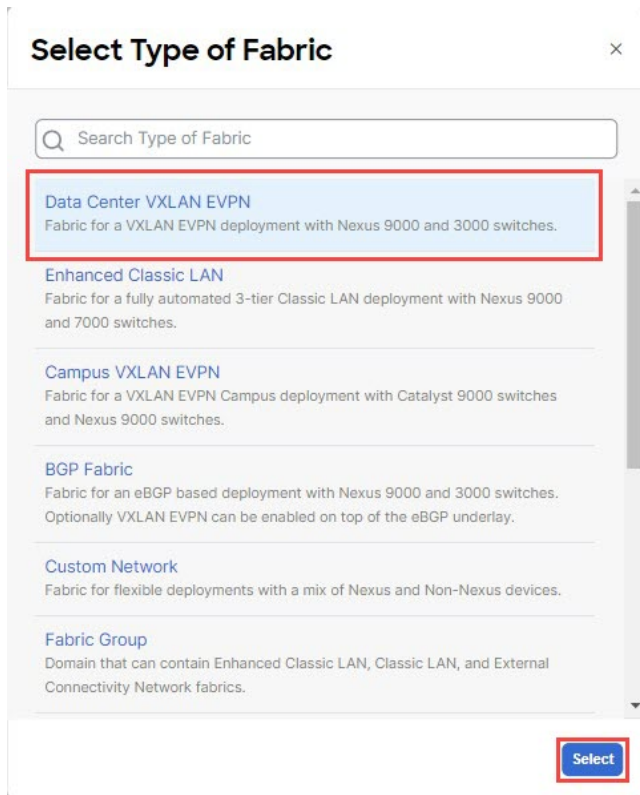 Select Type of Fabric
Search Type of Fabric
Data Center VXLAN EVPN
Fabric for a VXLAN EVPN deployment with Nexus 9000 and 3000 switches.
Enhanced Classic LAN
Fabric for a fully automated 3-tier Classic LAN deployment with Nexus 9000
and 7000 switches.
Campus VXLAN EVPN
Fabric for a VXLAN EVPN Campus deployment with Catalyst 9000 switches
and Nexus 9000 switches.
BGP Fabric
Fabric for an eBGP based deployment with Nexus 9000 and 3000 switches.
Optionally VXLAN EVPN can be enabled on top of the eBGP underlay.
Custom Network
Fabric for flexible deployments with a mix of Nexus and Non-Nexus devices.
Fabric Group
Domain that can contain Enhanced Classic LAN, Classic LAN, and External
Connectivity Network fabrics.
Select